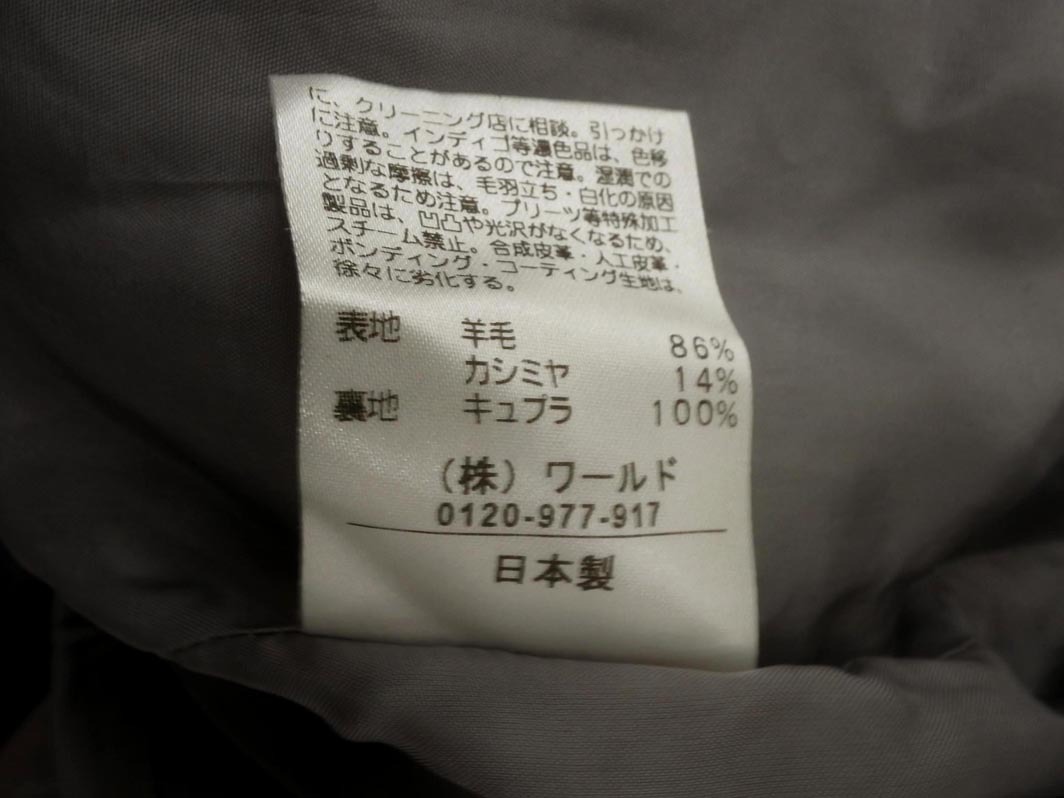 に、クリーニング店に相談。引っかけ
に注意。インディゴ等濃色品は、色移
りすることがあるので注意。湿潤での
過剰な摩擦は、毛羽立ち・白化の原因
となるため注意。プリーツ等特殊加工
製品は、凹凸や光沢がなくなるため、
スチーム禁止。合成皮革・人工皮革・
ボンディング・コーティング生地は、
徐々に劣化する。
表地 羊毛 86%
カシミヤ 14%
裏地 キュプラ 100%
(株) ワールド
0120-977-917
日本製